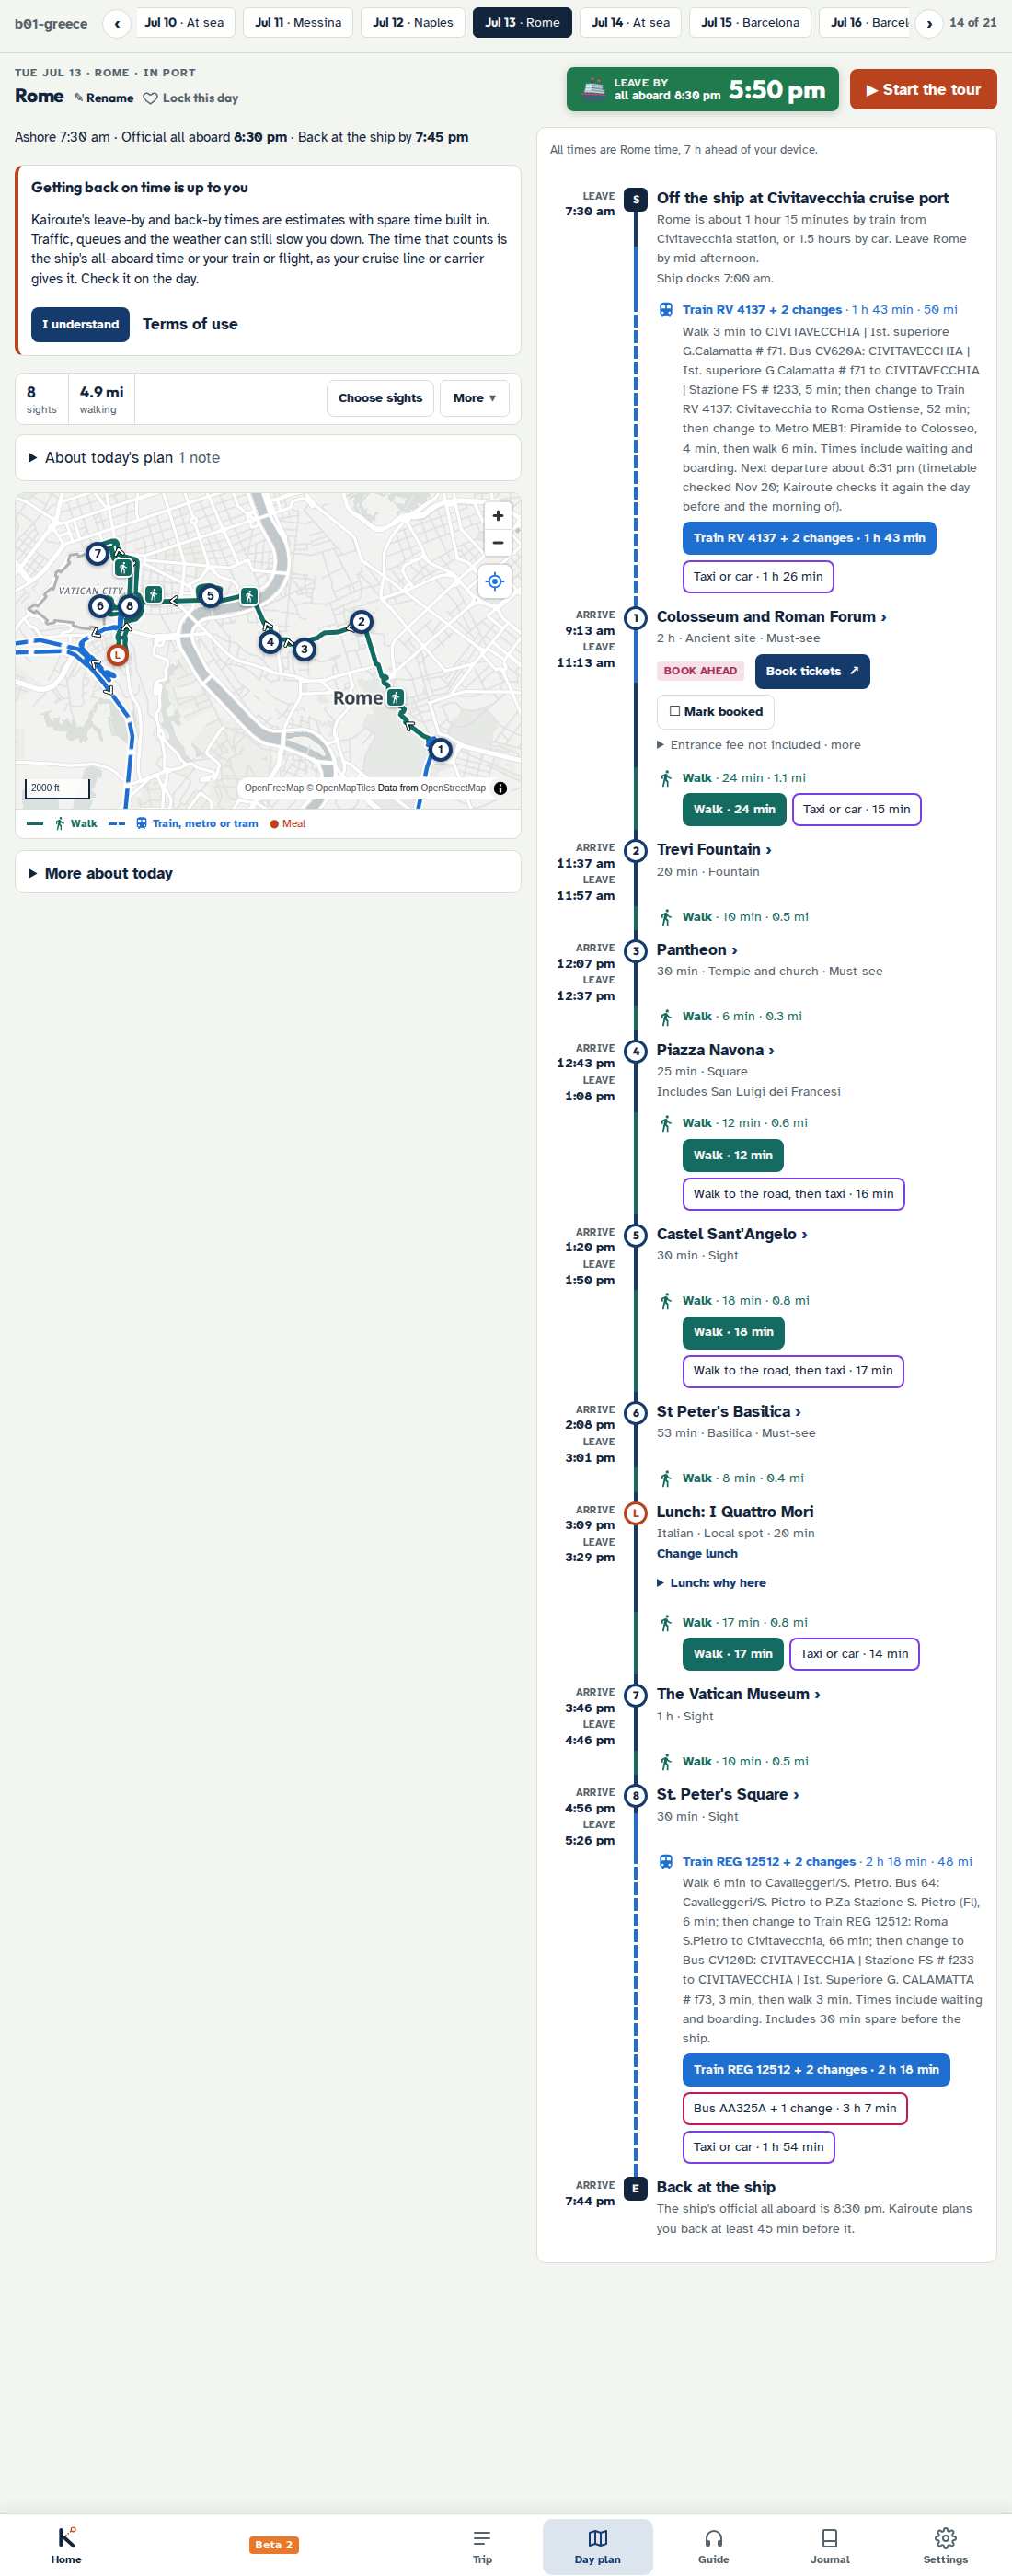 b01-greece
‹
Jul 10 · At sea
Jul 11 · Messina
Jul 12 · Naples
Jul 13 · Rome
Jul 14 · At sea
Jul 15 · Barcelona
Jul 16 · Barcel
›
14 of 21
TUE JUL 13 · ROME · IN PORT
Rome ✎ Rename Lock this day
LEAVE BY
all aboard 8:30 pm 5:50 pm
▶ Start the tour
Ashore 7:30 am · Official all aboard 8:30 pm · Back at the ship by 7:45 pm
Getting back on time is up to you
Kairoute's leave-by and back-by times are estimates with spare time built in.
Traffic, queues and the weather can still slow you down. The time that counts is
the ship's all-aboard time or your train or flight, as your cruise line or carrier
gives it. Check it on the day.
I understand Terms of use
8
sights
4.9 mi
walking
Choose sights More ▼
▶ About today's plan 1 note
7
VATICAN CITY
6
8
5
L
4
3
2
Rome
1
+
−
2000 ft
OpenFreeMap © OpenMapTiles Data from OpenStreetMap
Walk Train, metro or tram Meal
▶ More about today
All times are Rome time, 7 h ahead of your device.
LEAVE
7:30 am
S
Off the ship at Civitavecchia cruise port
Rome is about 1 hour 15 minutes by train from
Civitavecchia station, or 1.5 hours by car. Leave Rome
by mid-afternoon.
Ship docks 7:00 am.
Train RV 4137 + 2 changes · 1 h 43 min · 50 mi
Walk 3 min to CIVITAVECCHIA | Ist. superiore
G.Calamatta # f71. Bus CV620A: CIVITAVECCHIA |
Ist. superiore G.Calamatta # f71 to CIVITAVECCHIA
| Stazione FS # f233, 5 min; then change to Train
RV 4137: Civitavecchia to Roma Ostiense, 52 min;
then change to Metro MEB1: Piramide to Colosseo,
4 min, then walk 6 min. Times include waiting and
boarding. Next departure about 8:31 pm (timetable
checked Nov 20; Kairoute checks it again the day
before and the morning of).
Train RV 4137 + 2 changes · 1 h 43 min
Taxi or car · 1 h 26 min
ARRIVE
9:13 am
LEAVE
11:13 am
1
Colosseum and Roman Forum ›
2 h · Ancient site · Must-see
BOOK AHEAD Book tickets ↗
☐ Mark booked
▶ Entrance fee not included · more
Walk · 24 min · 1.1 mi
Walk · 24 min Taxi or car · 15 min
ARRIVE
11:37 am
LEAVE
11:57 am
2
Trevi Fountain ›
20 min · Fountain
Walk · 10 min · 0.5 mi
ARRIVE
12:07 pm
LEAVE
12:37 pm
3
Pantheon ›
30 min · Temple and church · Must-see
Walk · 6 min · 0.3 mi
ARRIVE
12:43 pm
LEAVE
1:08 pm
4
Piazza Navona ›
25 min · Square
Includes San Luigi dei Francesi
Walk · 12 min · 0.6 mi
Walk · 12 min
Walk to the road, then taxi · 16 min
ARRIVE
1:20 pm
LEAVE
1:50 pm
5
Castel Sant'Angelo ›
30 min · Sight
Walk · 18 min · 0.8 mi
Walk · 18 min
Walk to the road, then taxi · 17 min
ARRIVE
2:08 pm
LEAVE
3:01 pm
6
St Peter's Basilica ›
53 min · Basilica · Must-see
Walk · 8 min · 0.4 mi
ARRIVE
3:09 pm
LEAVE
3:29 pm
L
Lunch: I Quattro Mori
Italian · Local spot · 20 min
Change lunch
▶ Lunch: why here
Walk · 17 min · 0.8 mi
Walk · 17 min Taxi or car · 14 min
ARRIVE
3:46 pm
LEAVE
4:46 pm
7
The Vatican Museum ›
1 h · Sight
Walk · 10 min · 0.5 mi
ARRIVE
4:56 pm
LEAVE
5:26 pm
8
St. Peter's Square ›
30 min · Sight
Train REG 12512 + 2 changes · 2 h 18 min · 48 mi
Walk 6 min to Cavalleggeri/S. Pietro. Bus 64:
Cavalleggeri/S. Pietro to P.Za Stazione S. Pietro (Fl),
6 min; then change to Train REG 12512: Roma
S.Pietro to Civitavecchia, 66 min; then change to
Bus CV120D: CIVITAVECCHIA | Stazione FS # f233
to CIVITAVECCHIA | Ist. Superiore G. CALAMATTA
# f73, 3 min, then walk 3 min. Times include waiting
and boarding. Includes 30 min spare before the
ship.
Train REG 12512 + 2 changes · 2 h 18 min
Bus AA325A + 1 change · 3 h 7 min
Taxi or car · 1 h 54 min
ARRIVE
7:44 pm
E
Back at the ship
The ship's official all aboard is 8:30 pm. Kairoute plans
you back at least 45 min before it.
Home
Beta 2
Trip
Day plan
Guide
Journal
Settings